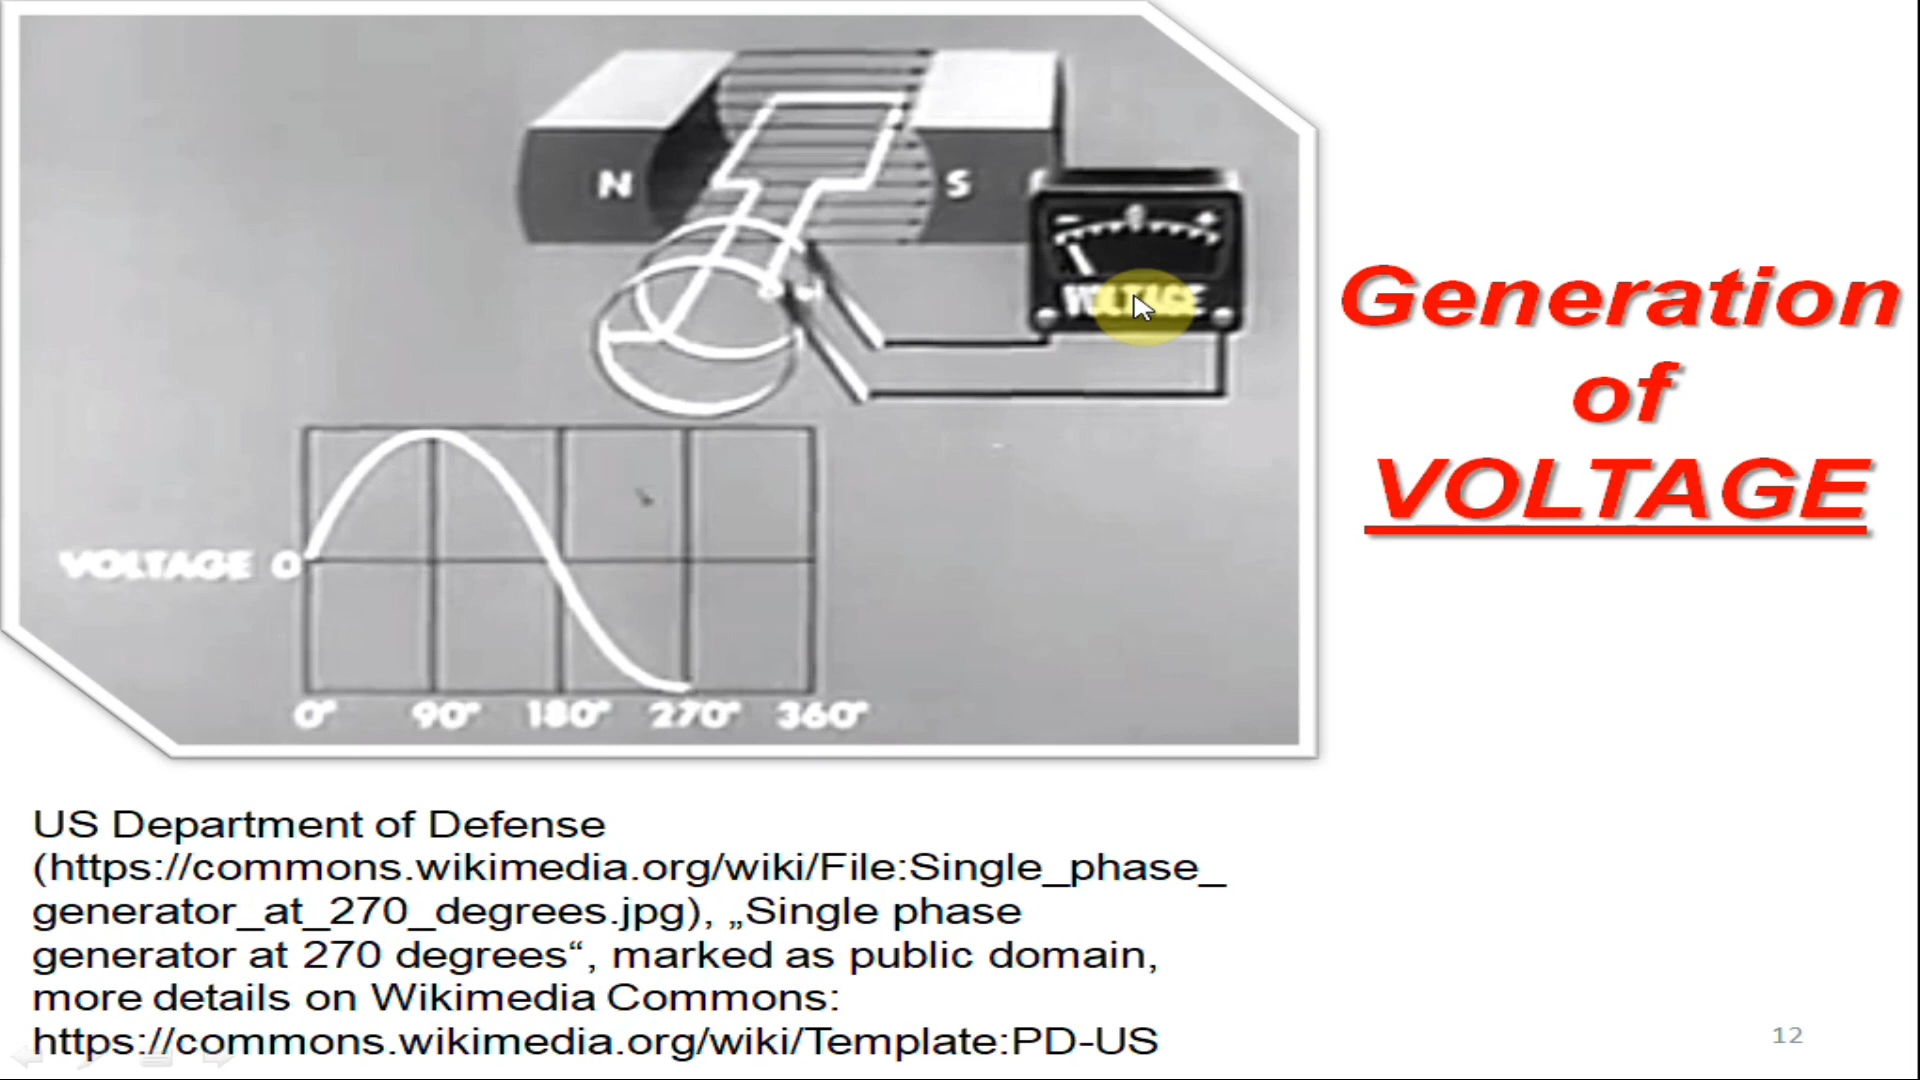 N
S
- 0 +
VOLTAGE
Generation
of
VOLTAGE
VOLTAGE 0
0° 90° 180° 270° 360°
US Department of Defense
(https://commons.wikimedia.org/wiki/File:Single_phase_
generator_at_270_degrees.jpg), „Single phase
generator at 270 degrees“, marked as public domain,
more details on Wikimedia Commons:
https://commons.wikimedia.org/wiki/Template:PD-US
12